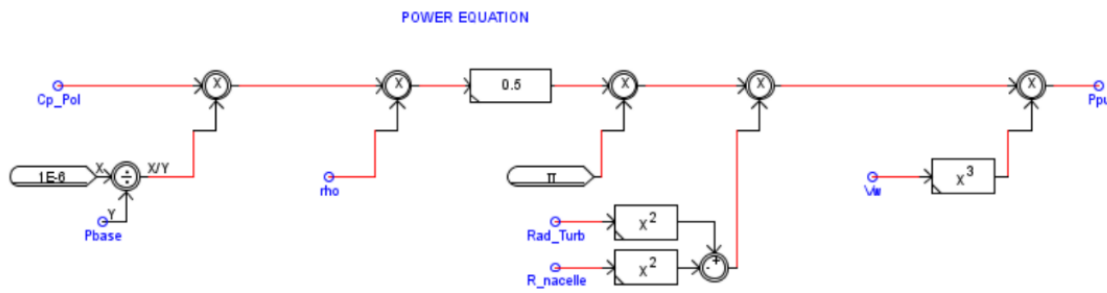 POWER EQUATION
X
X
0.5
X
X
X
Cp_Pol
Ppu
1E-6
X
÷
X/Y
Y
Pbase
rho
π
Vw
x³
Rad_Turb
x²
+
R_nacelle
x²
-